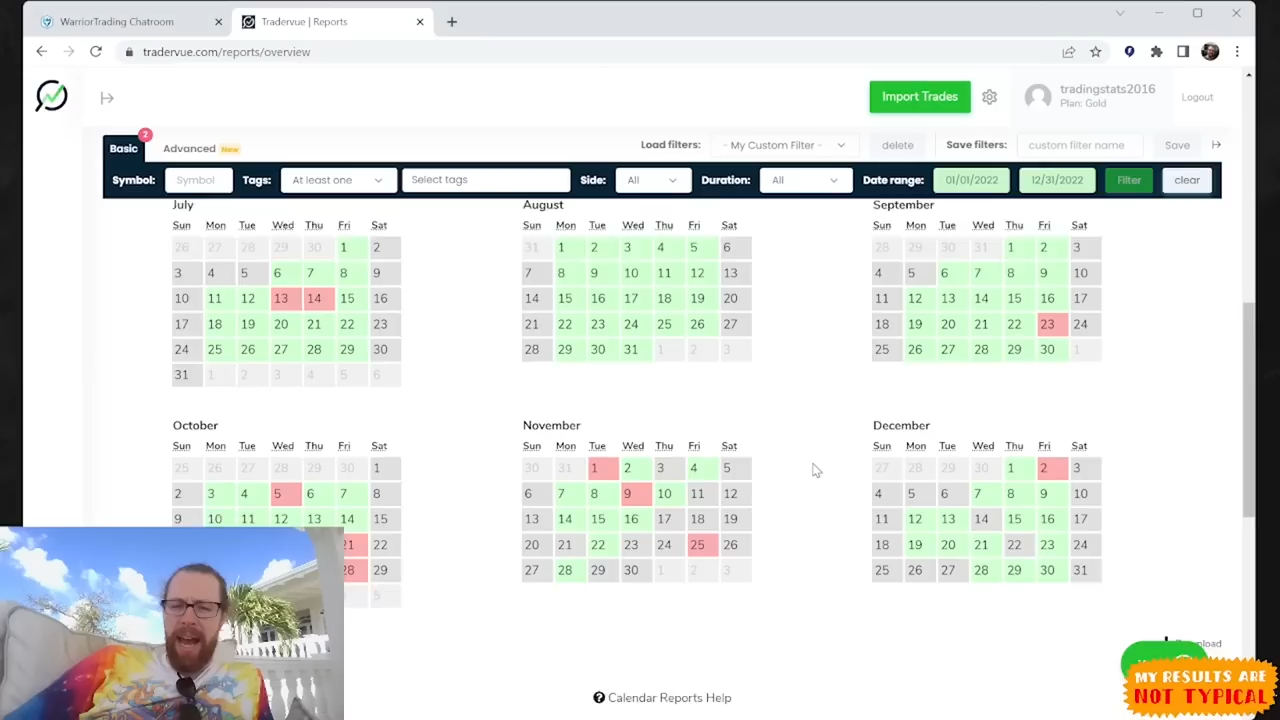 WarriorTrading Chatroom
Tradervue | Reports
tradervue.com/reports/overview
Import Trades
tradingstats2016
Plan: Gold
Logout
Basic
2
Advanced New
Load filters: - My Custom Filter - delete Save filters: custom filter name Save
Symbol: Symbol Tags: At least one Select tags Side: All Duration: All Date range: 01/01/2022 12/31/2022 Filter clear
July
Sun Mon Tue Wed Thu Fri Sat
26 27 28 29 30 1 2
3 4 5 6 7 8 9
10 11 12 13 14 15 16
17 18 19 20 21 22 23
24 25 26 27 28 29 30
31 1 2 3 4 5 6
August
Sun Mon Tue Wed Thu Fri Sat
31 1 2 3 4 5 6
7 8 9 10 11 12 13
14 15 16 17 18 19 20
21 22 23 24 25 26 27
28 29 30 31 1 2 3
September
Sun Mon Tue Wed Thu Fri Sat
28 29 30 31 1 2 3
4 5 6 7 8 9 10
11 12 13 14 15 16 17
18 19 20 21 22 23 24
25 26 27 28 29 30 1
October
Sun Mon Tue Wed Thu Fri Sat
25 26 27 28 29 30 1
2 3 4 5 6 7 8
9 10 11 12 13 14 15
21 22
28 29
5
November
Sun Mon Tue Wed Thu Fri Sat
30 31 1 2 3 4 5
6 7 8 9 10 11 12
13 14 15 16 17 18 19
20 21 22 23 24 25 26
27 28 29 30 1 2 3
December
Sun Mon Tue Wed Thu Fri Sat
27 28 29 30 1 2 3
4 5 6 7 8 9 10
11 12 13 14 15 16 17
18 19 20 21 22 23 24
25 26 27 28 29 30 31
Calendar Reports Help
MY RESULTS ARE
NOT TYPICAL